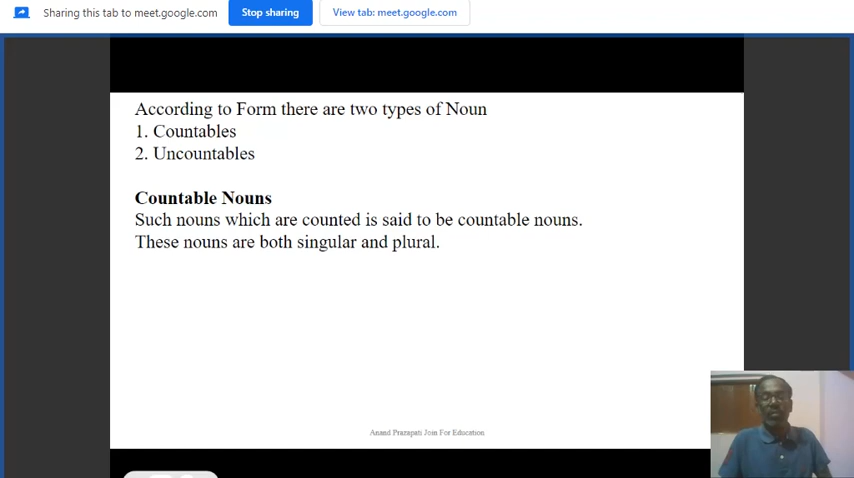 Sharing this tab to meet.google.com
Stop sharing
View tab: meet.google.com
According to Form there are two types of Noun
1. Countables
2. Uncountables
Countable Nouns
Such nouns which are counted is said to be countable nouns.
These nouns are both singular and plural.
Anand Prazapati Join For Education